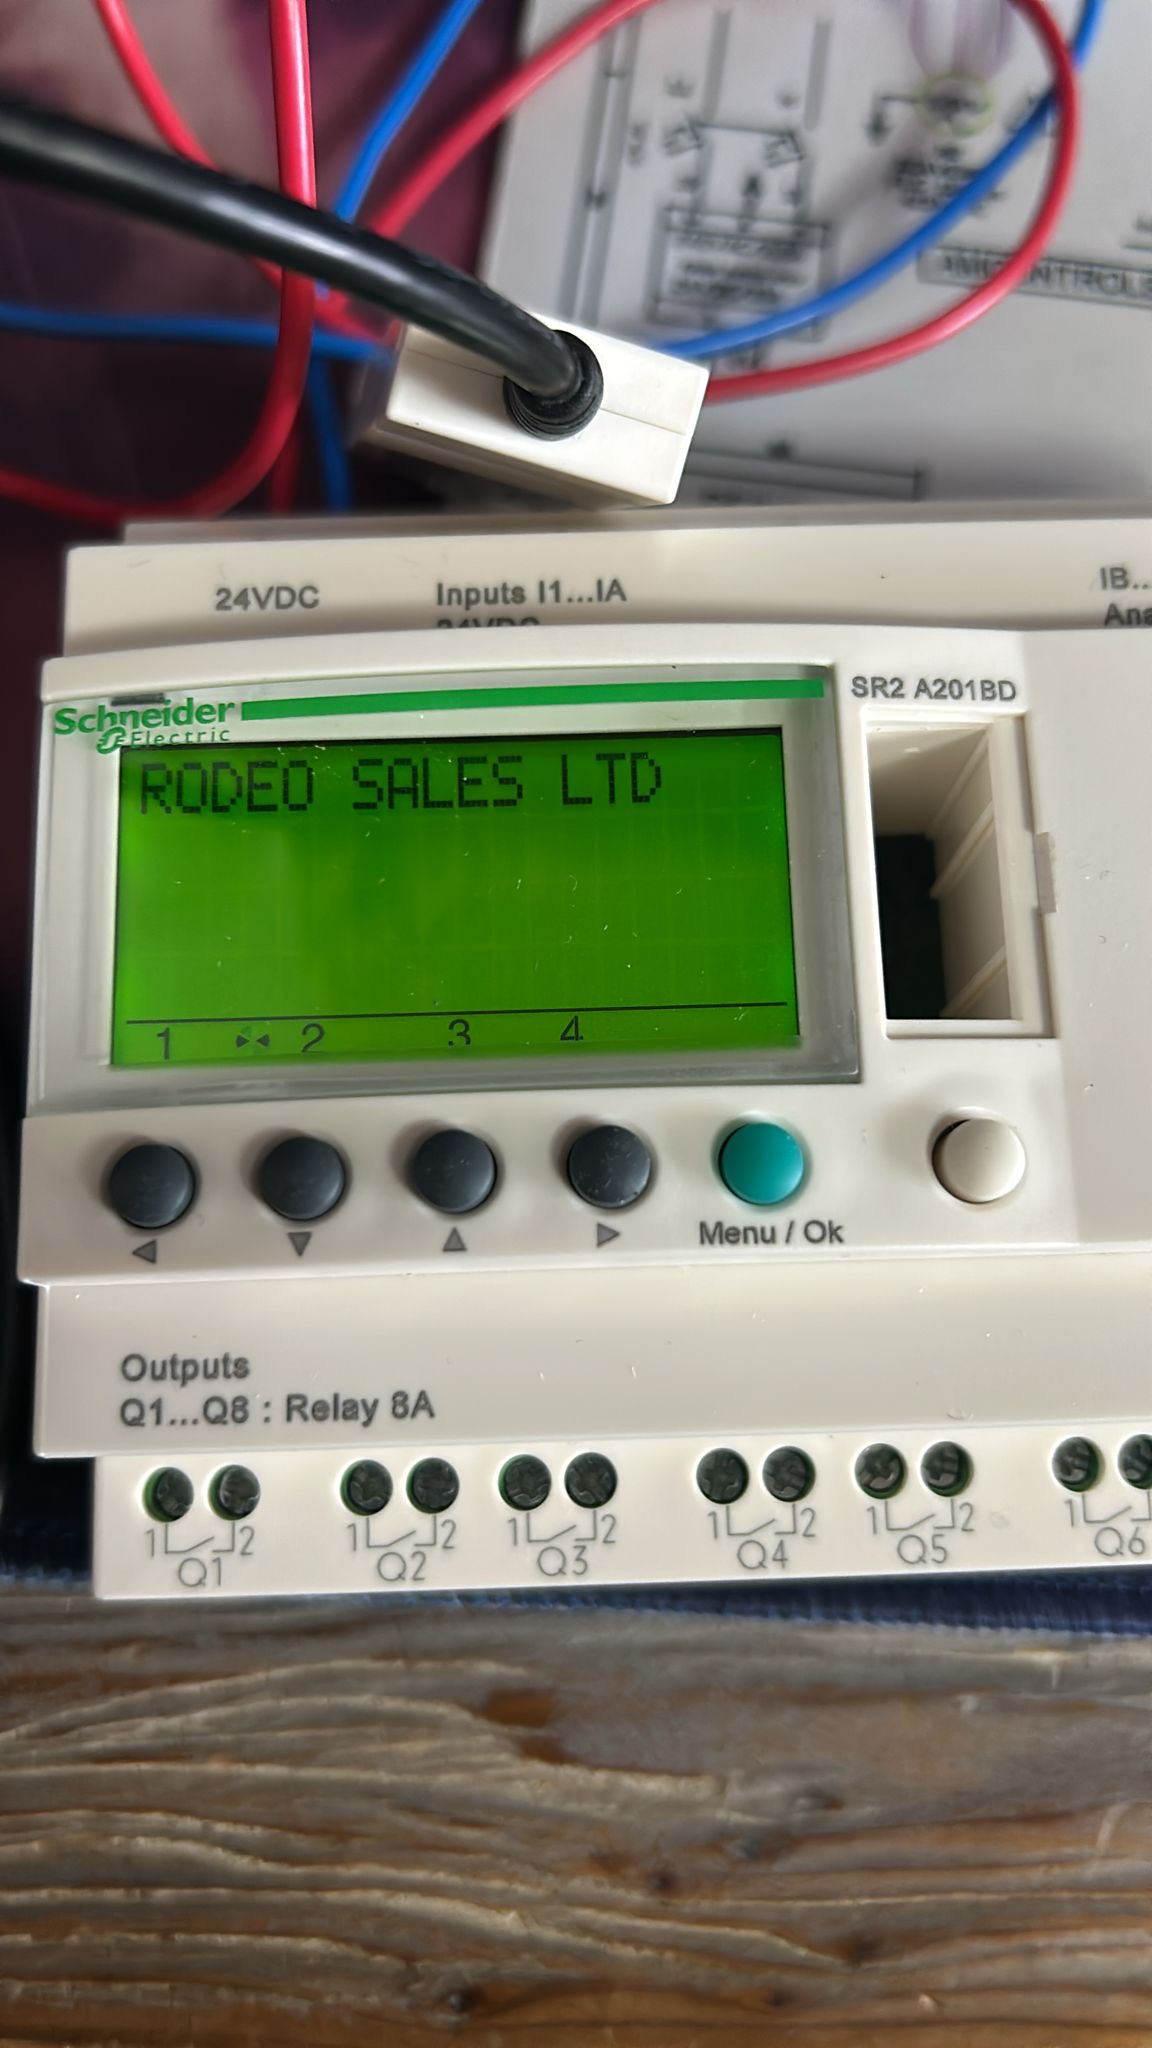 24VDC
Inputs I1...IA
24VDC
IB...
Ana
Schneider
Electric
SR2 A201BD
RODEO SALES LTD
1 2 3 4
Menu / Ok
Outputs
Q1...Q8 : Relay 8A
1 2 1 2 1 2 1 2 1 2 1
Q1 Q2 Q3 Q4 Q5 Q6